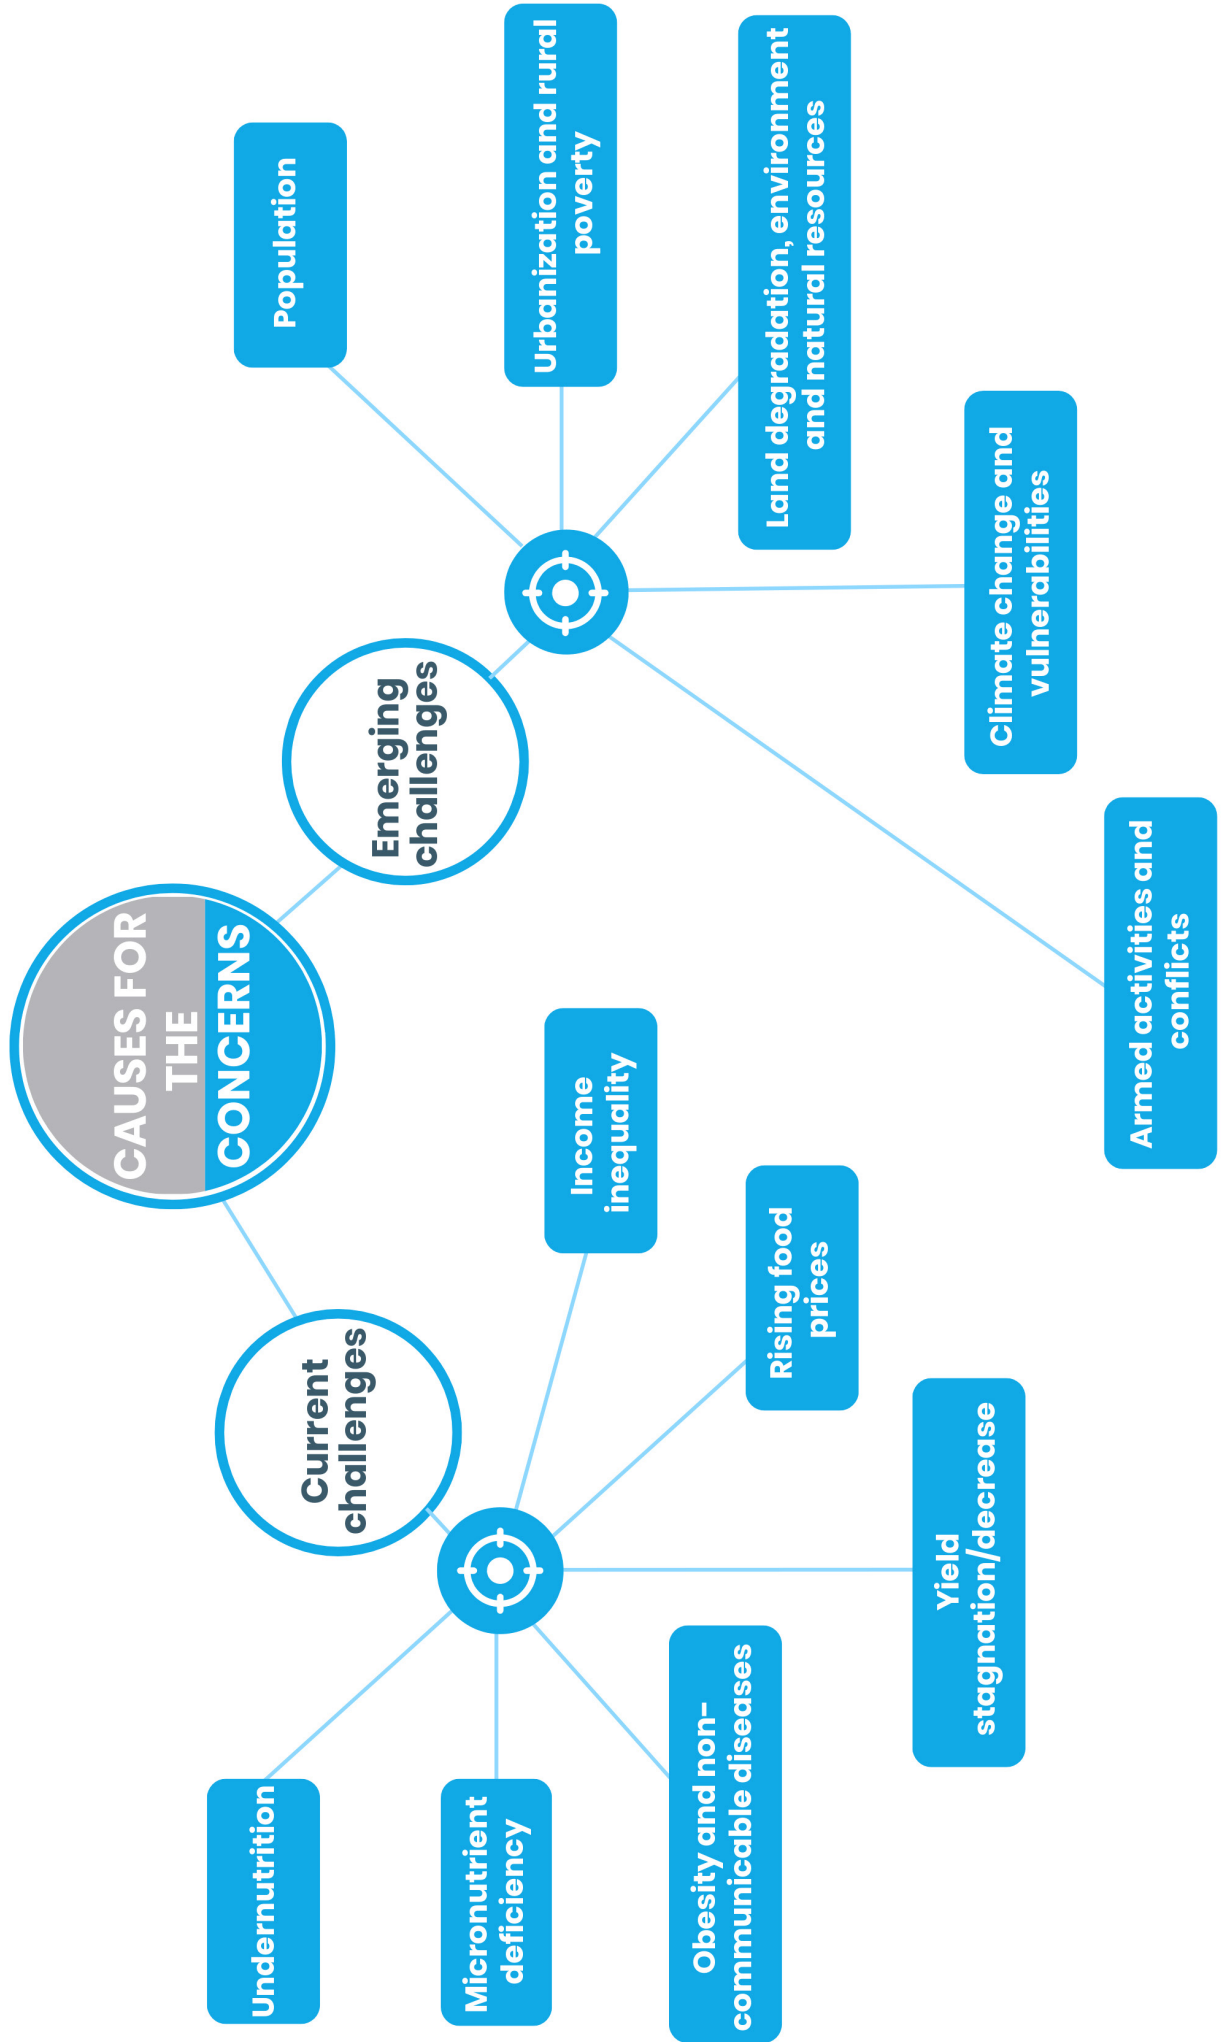 CAUSES FOR
THE
CONCERNS
Current
challenges
Undernutrition
Micronutrient
deficiency
Obesity and non-
communicable diseases
Yield
stagnation/decrease
Rising food
prices
Income
inequality
Emerging
challenges
Population
Urbanization and rural
poverty
Land degradation, environment
and natural resources
Climate change and
vulnerabilities
Armed activities and
conflicts